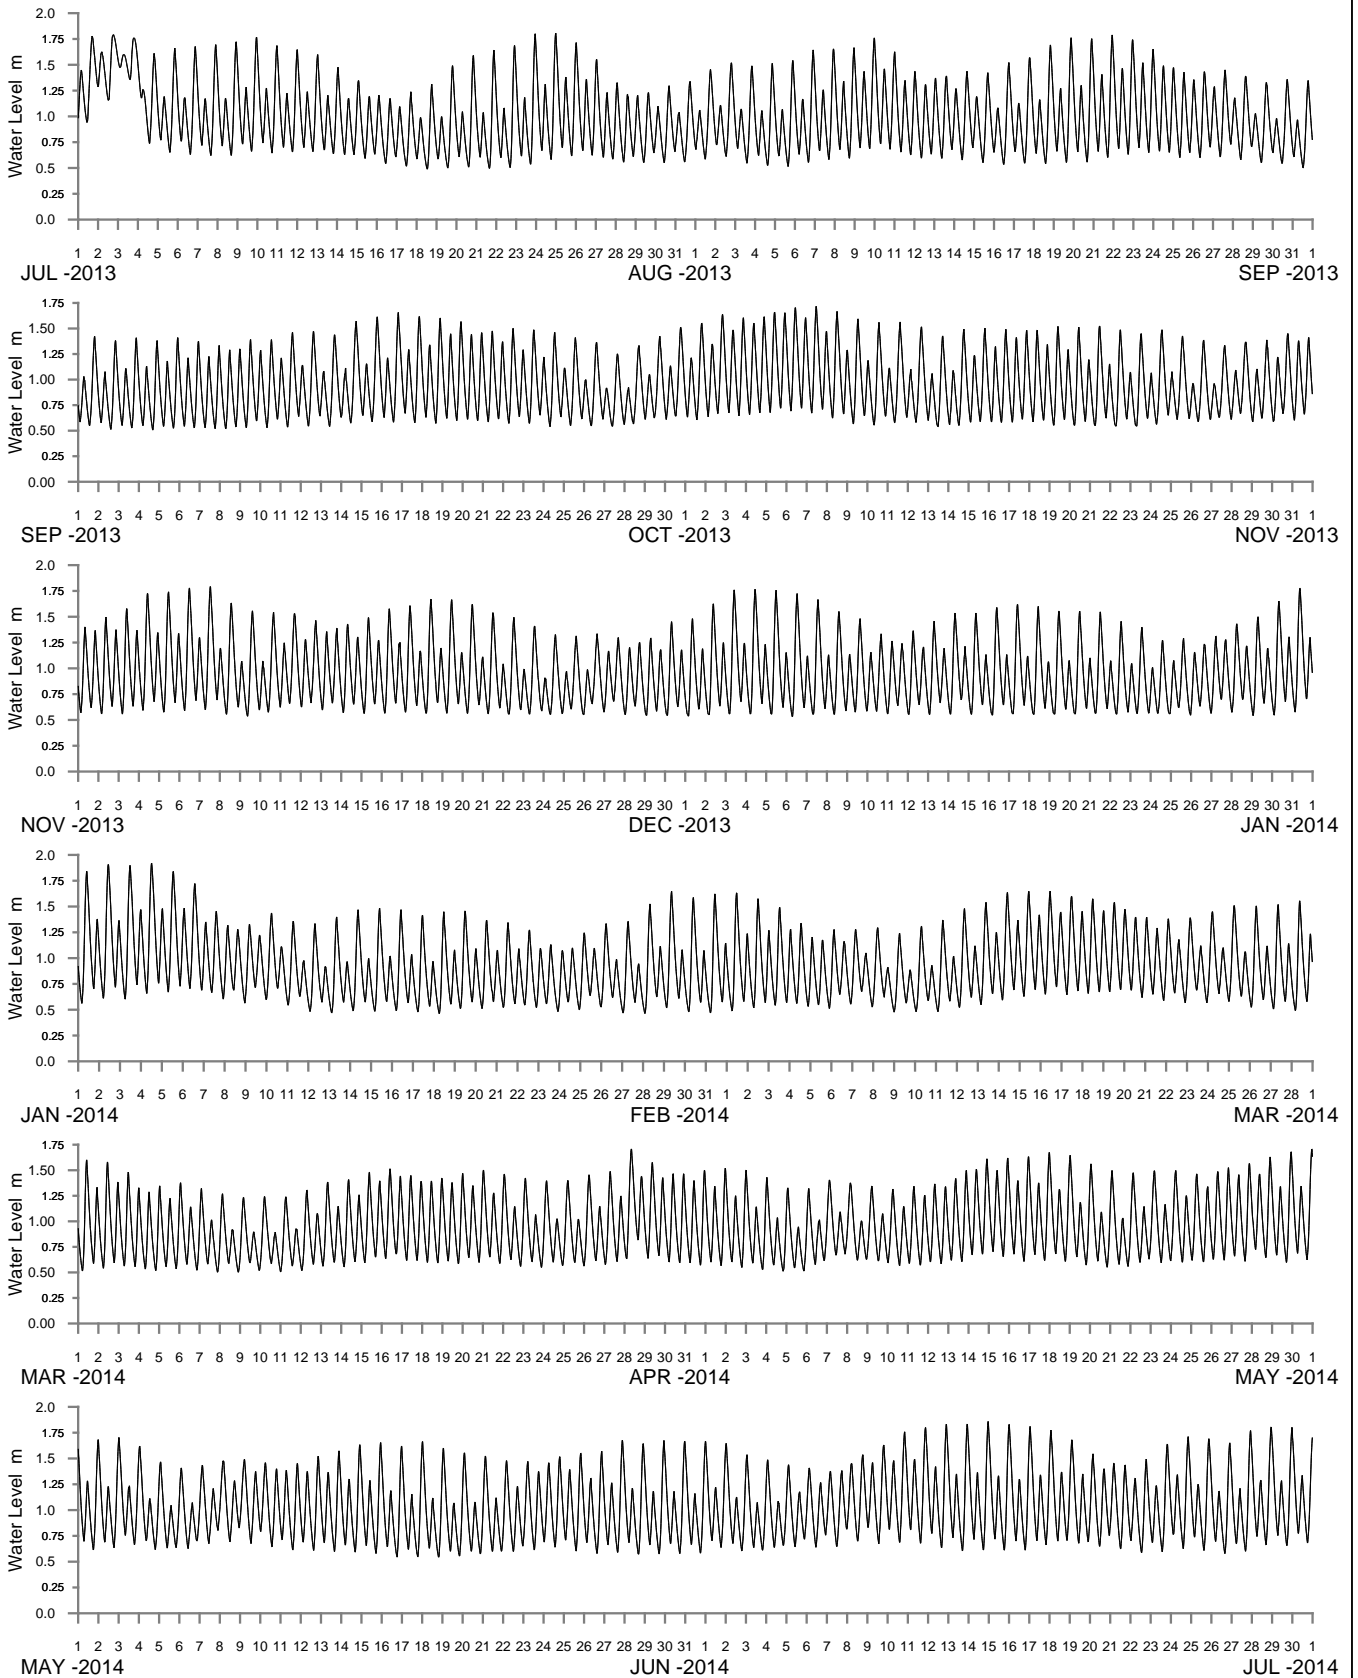 2.0
1.75
1.5
1.25
1.0
0.75
0.5
0.25
0.0
Water Level m
1 2 3 4 5 6 7 8 9 10 11 12 13 14 15 16 17 18 19 20 21 22 23 24 25 26 27 28 29 30 31 1 2 3 4 5 6 7 8 9 10 11 12 13 14 15 16 17 18 19 20 21 22 23 24 25 26 27 28 29 30 31 1
JUL -2013 AUG -2013 SEP -2013
1.75
1.50
1.25
1.00
0.75
0.50
0.25
0.00
Water Level m
1 2 3 4 5 6 7 8 9 10 11 12 13 14 15 16 17 18 19 20 21 22 23 24 25 26 27 28 29 30 1 2 3 4 5 6 7 8 9 10 11 12 13 14 15 16 17 18 19 20 21 22 23 24 25 26 27 28 29 30 31 1
SEP -2013 OCT -2013 NOV -2013
2.0
1.75
1.5
1.25
1.0
0.75
0.5
0.25
0.0
Water Level m
1 2 3 4 5 6 7 8 9 10 11 12 13 14 15 16 17 18 19 20 21 22 23 24 25 26 27 28 29 30 1 2 3 4 5 6 7 8 9 10 11 12 13 14 15 16 17 18 19 20 21 22 23 24 25 26 27 28 29 30 31 1
NOV -2013 DEC -2013 JAN -2014
2.0
1.75
1.5
1.25
1.0
0.75
0.5
0.25
0.0
Water Level m
1 2 3 4 5 6 7 8 9 10 11 12 13 14 15 16 17 18 19 20 21 22 23 24 25 26 27 28 29 30 31 1 2 3 4 5 6 7 8 9 10 11 12 13 14 15 16 17 18 19 20 21 22 23 24 25 26 27 28 1
JAN -2014 FEB -2014 MAR -2014
1.75
1.50
1.25
1.00
0.75
0.50
0.25
0.00
Water Level m
1 2 3 4 5 6 7 8 9 10 11 12 13 14 15 16 17 18 19 20 21 22 23 24 25 26 27 28 29 30 31 1 2 3 4 5 6 7 8 9 10 11 12 13 14 15 16 17 18 19 20 21 22 23 24 25 26 27 28 29 30 1
MAR -2014 APR -2014 MAY -2014
2.0
1.75
1.5
1.25
1.0
0.75
0.5
0.25
0.0
Water Level m
1 2 3 4 5 6 7 8 9 10 11 12 13 14 15 16 17 18 19 20 21 22 23 24 25 26 27 28 29 30 31 1 2 3 4 5 6 7 8 9 10 11 12 13 14 15 16 17 18 19 20 21 22 23 24 25 26 27 28 29 30 1
MAY -2014 JUN -2014 JUL -2014